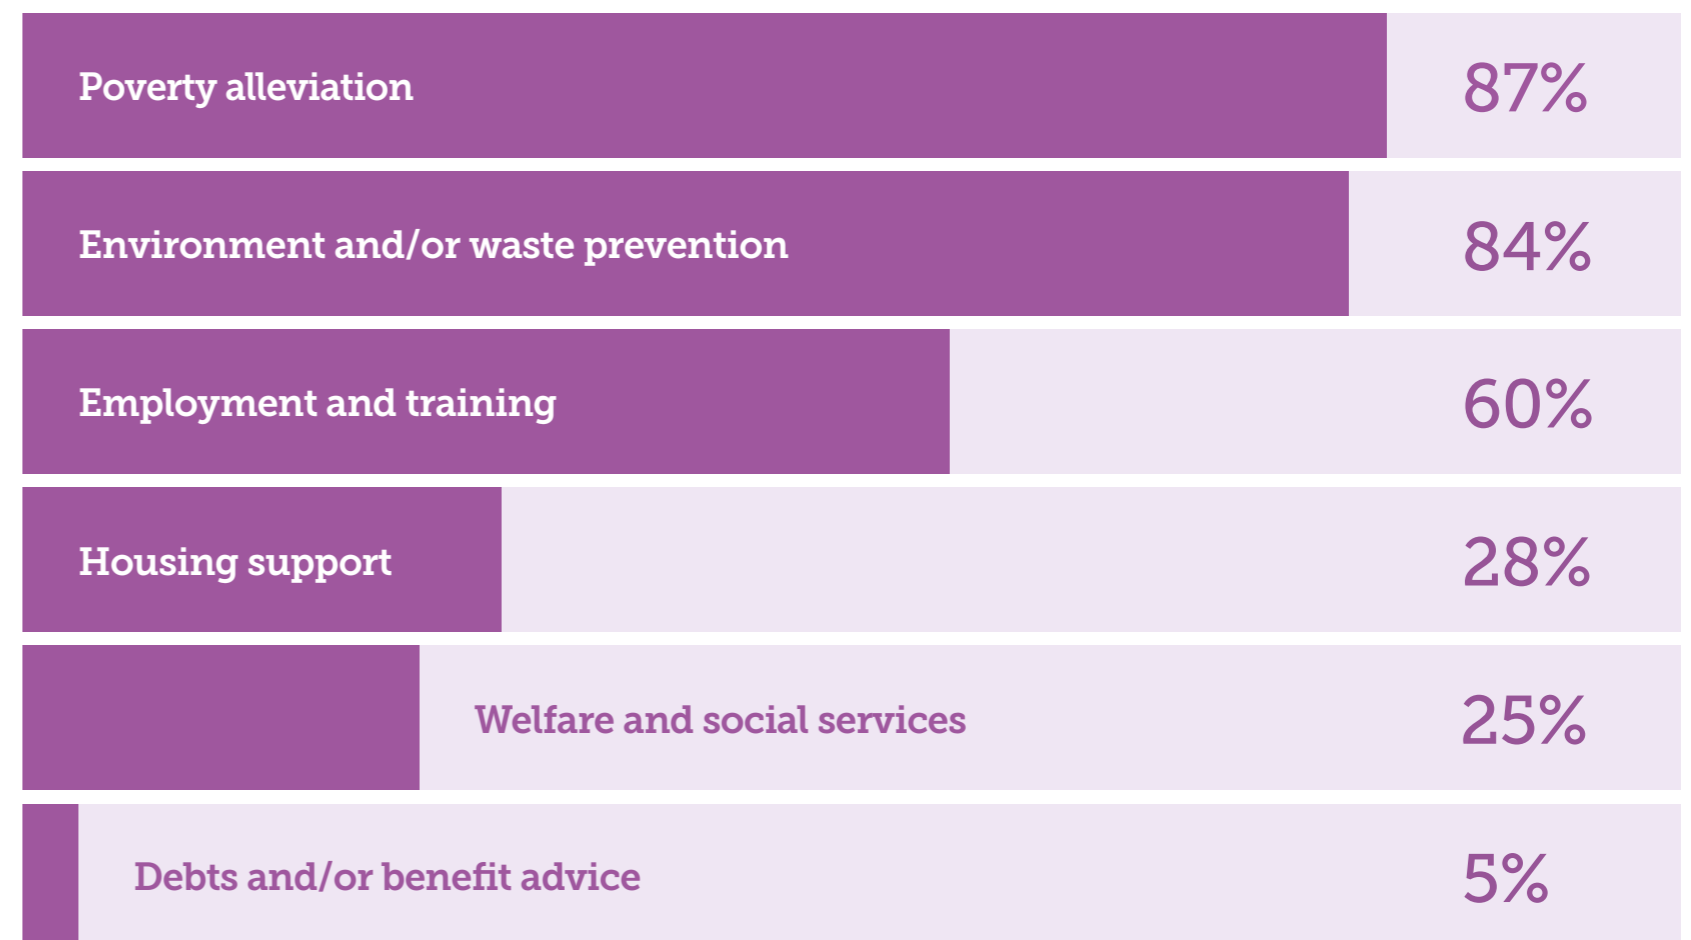 Poverty alleviation 87%
Environment and/or waste prevention 84%
Employment and training 60%
Housing support 28%
Welfare and social services 25%
Debts and/or benefit advice 5%